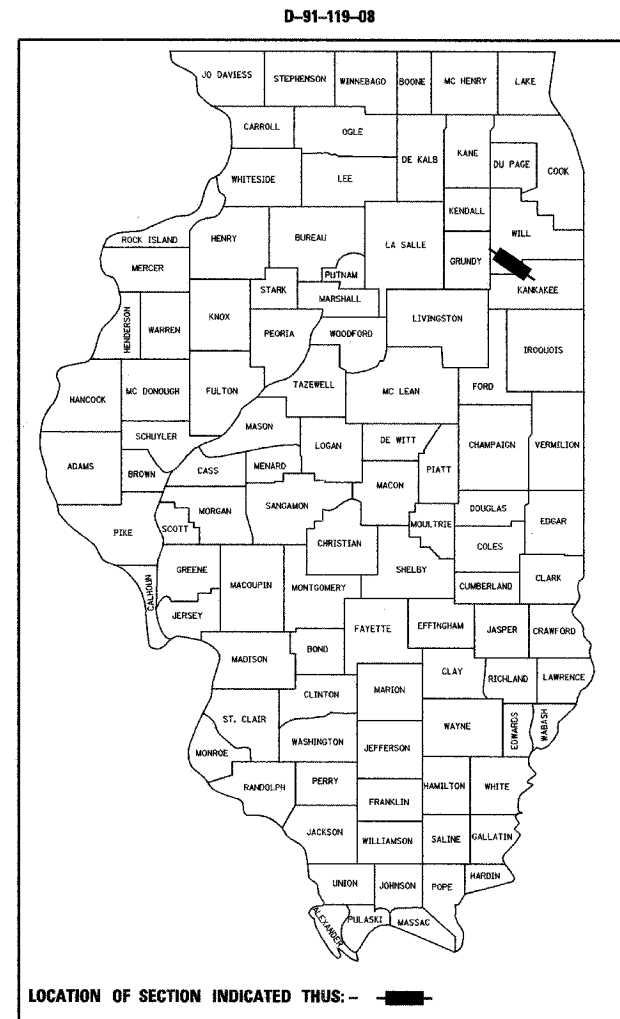 D-91-119-08
JO DAVIESS STEPHENSON WINNEBAGO BOONE MC HENRY LAKE
CARROLL OGLE DE KALB KANE DU PAGE COOK
WHITESIDE LEE
KENDALL WILL
ROCK ISLAND HENRY BUREAU LA SALLE GRUNDY
MERCER PUTNAM KANKAKEE
STARK MARSHALL
HENDERSON WARREN KNOX PEORIA WOODFORD LIVINGSTON IROQUOIS
HANCOCK MC DONOUGH FULTON TAZEWELL MC LEAN FORD
SCHUYLER MASON LOGAN DE WITT CHAMPAIGN VERMILION
ADAMS BROWN CASS MENARD MACON PIATT
PIKE SCOTT MORGAN SANGAMON CHRISTIAN MOULTRIE DOUGLAS EDGAR
COLES
CALHOUN GREENE MACOUPIN MONTGOMERY SHELBY CUMBERLAND CLARK
JERSEY
MADISON BOND FAYETTE EFFINGHAM JASPER CRAWFORD
CLINTON MARION CLAY RICHLAND LAWRENCE
ST. CLAIR WASHINGTON JEFFERSON WAYNE EDWARDS WABASH
MONROE
RANDOLPH PERRY FRANKLIN HAMILTON WHITE
JACKSON WILLIAMSON SALINE GALLATIN
UNION JOHNSON POPE HARDIN
ALEXANDER PULASKI MASSAC
LOCATION OF SECTION INDICATED THUS: -